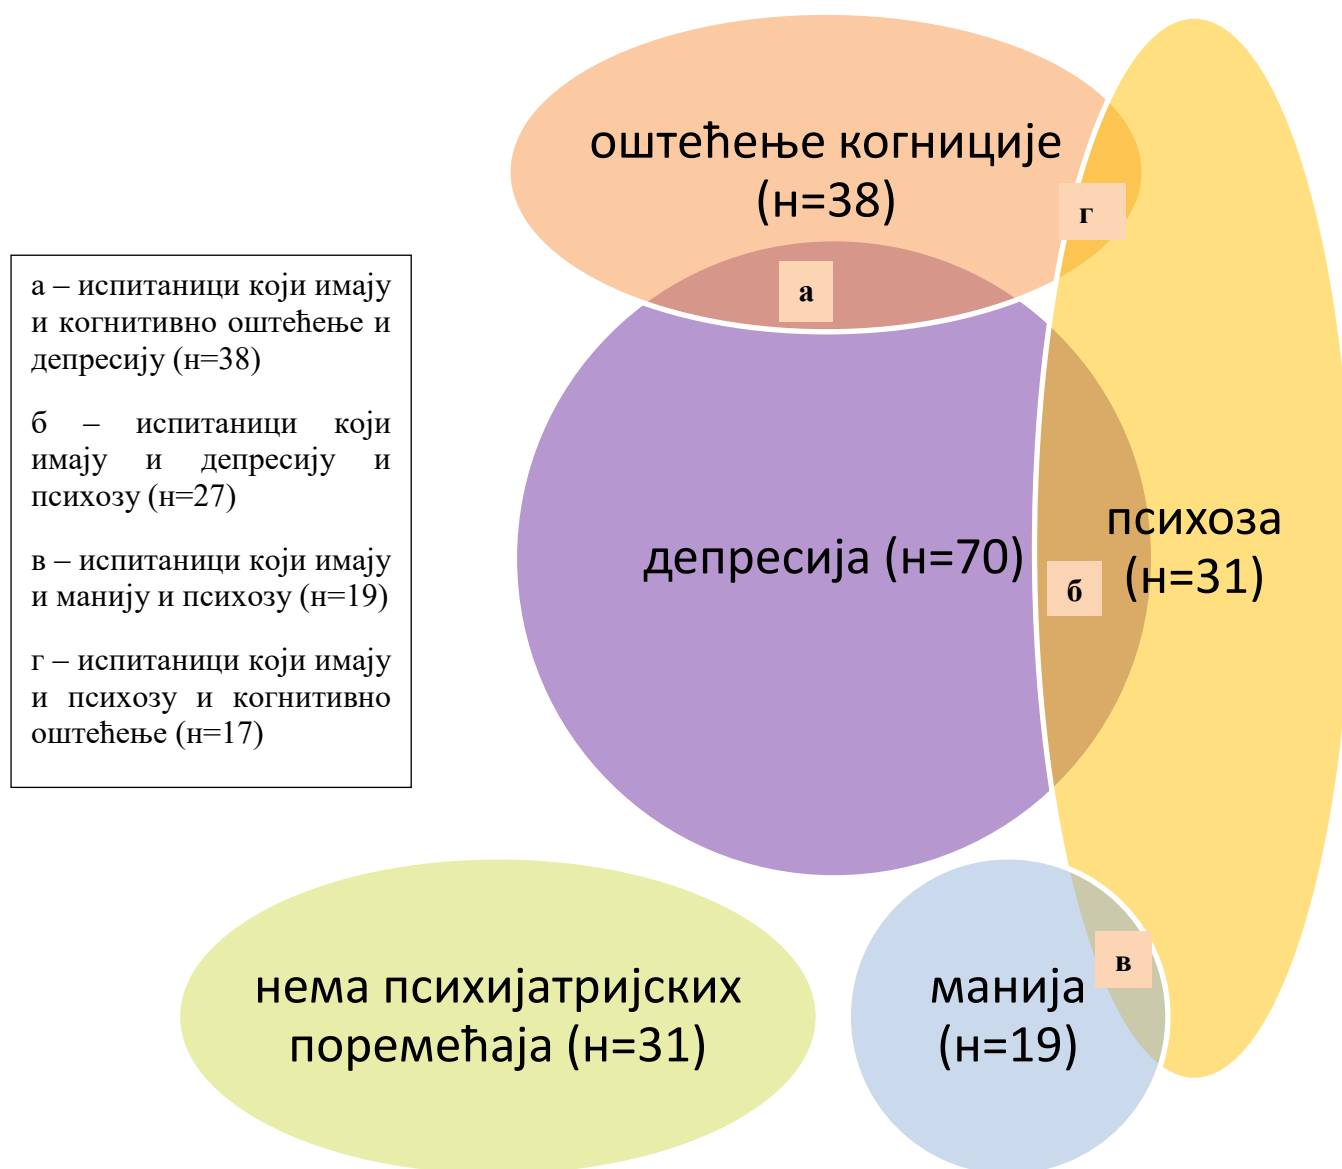 оштећење когниције
(н=38)
г
а
а – испитаници који имају
и когнитивно оштећење и
депресију (н=38)
б – испитаници који
имају и депресију и
психозу (н=27)
в – испитаници који имају
и манију и психозу (н=19)
г – испитаници који имају
и психозу и когнитивно
оштећење (н=17)
депресија (н=70)
психоза
(н=31)
б
нема психијатријских
поремећаја (н=31)
манија
(н=19)
в